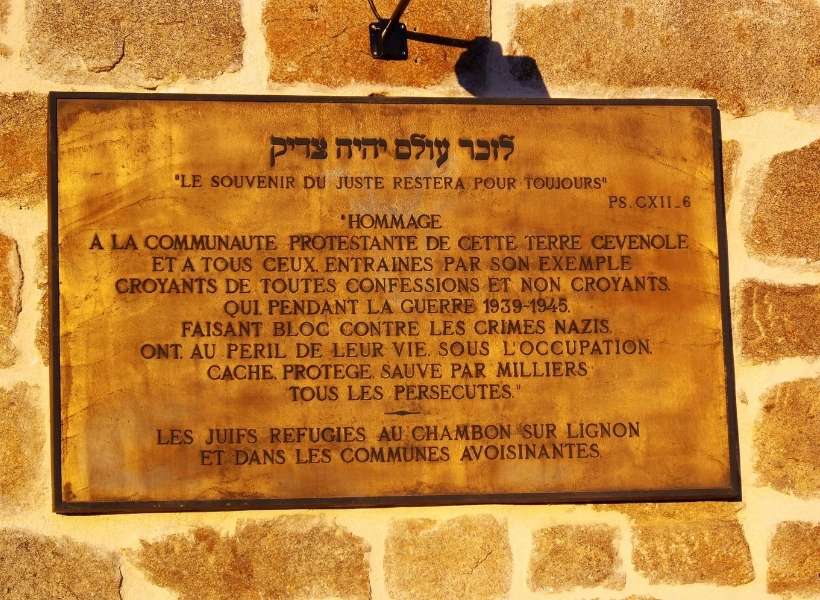 לזכר עולם יהיה צדיק
"LE SOUVENIR DU JUSTE RESTERA POUR TOUJOURS"
PS. CXII_6
"HOMMAGE
A LA COMMUNAUTE PROTESTANTE DE CETTE TERRE CEVENOLE
ET A TOUS CEUX, ENTRAINES PAR SON EXEMPLE
CROYANTS DE TOUTES CONFESSIONS ET NON CROYANTS,
QUI, PENDANT LA GUERRE 1939-1945,
FAISANT BLOC CONTRE LES CRIMES NAZIS,
ONT, AU PERIL DE LEUR VIE, SOUS L'OCCUPATION,
CACHE, PROTEGE, SAUVE PAR MILLIERS
TOUS LES PERSECUTES."
LES JUIFS REFUGIES AU CHAMBON SUR LIGNON
ET DANS LES COMMUNES AVOISINANTES.